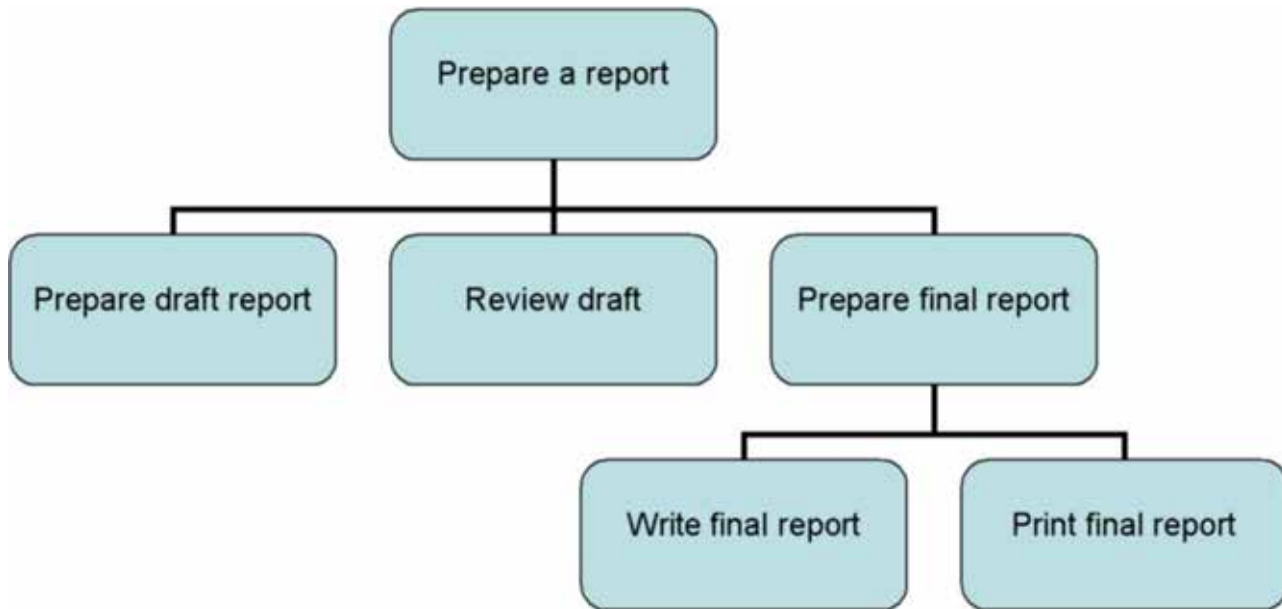 Prepare a report
Prepare draft report
Review draft
Prepare final report
Write final report
Print final report